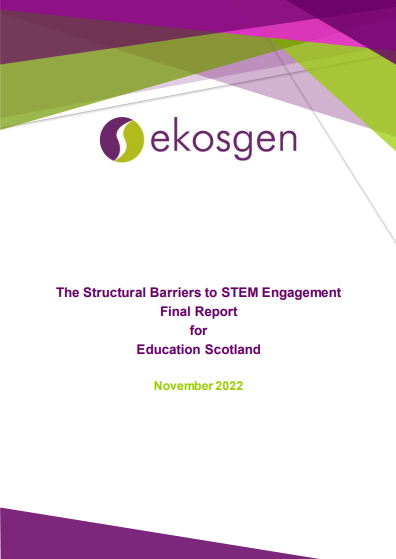 ekosgen
The Structural Barriers to STEM Engagement
Final Report
for
Education Scotland
November 2022